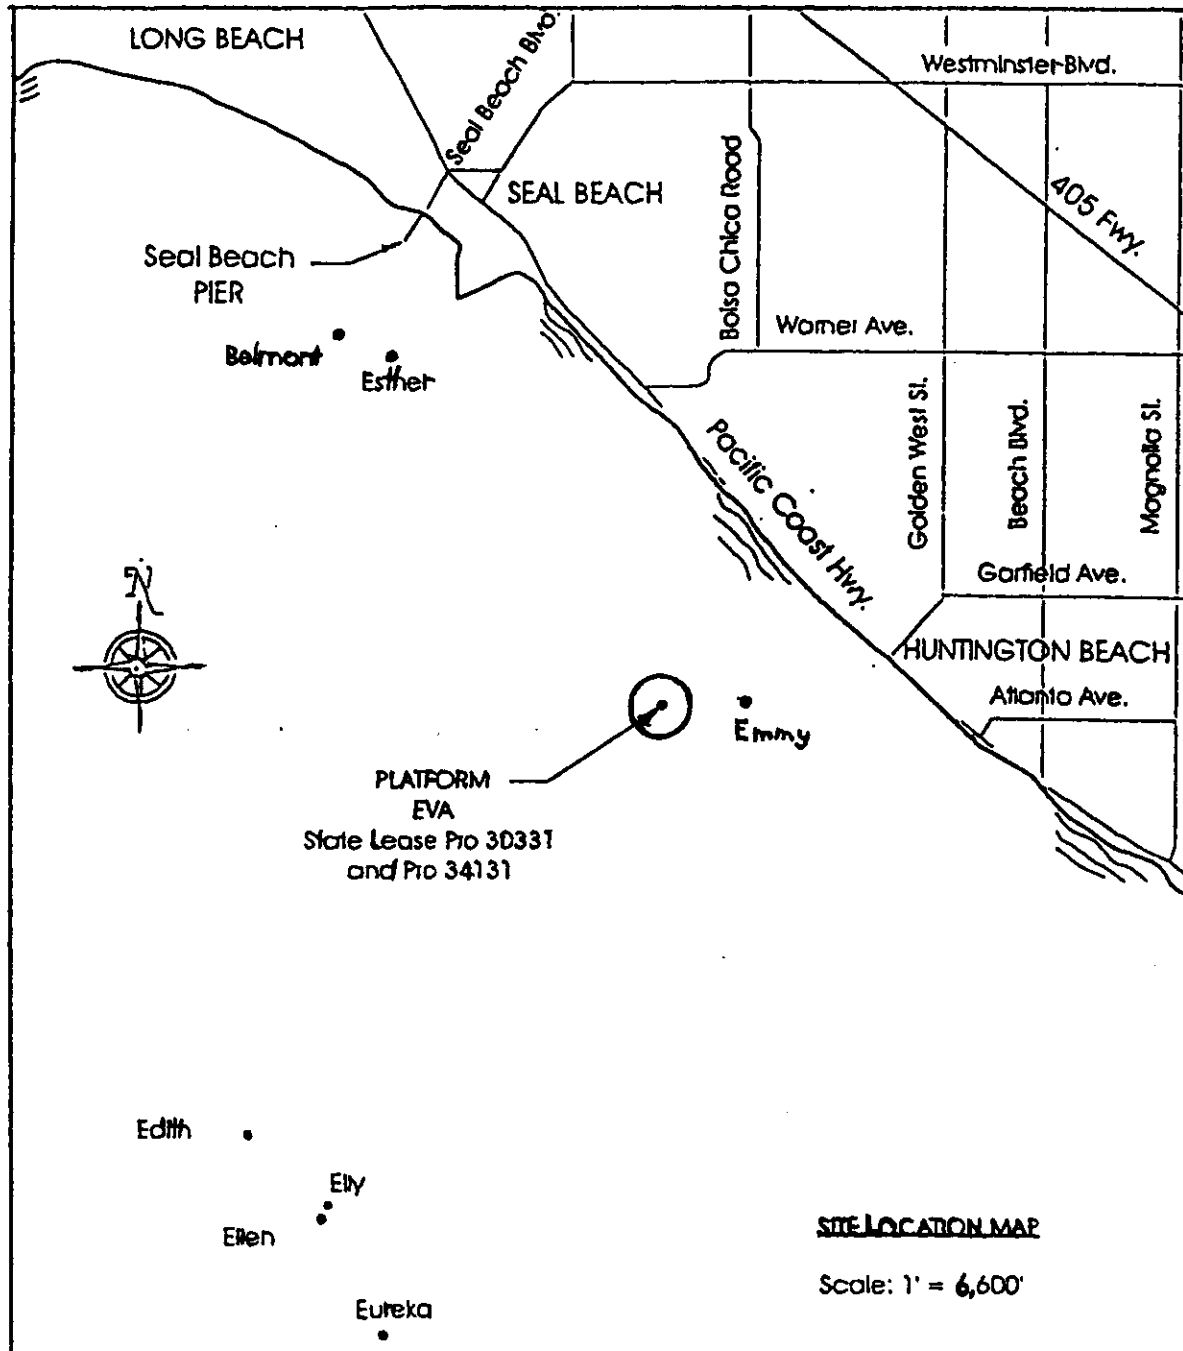 LONG BEACH
Seal Beach Blvd.
Westminster Blvd.
SEAL BEACH
Bolsa Chica Road
405 Fwy.
Seal Beach
PIER
Belmont
Esther
Warner Ave.
Pacific Coast Hwy.
Golden West St.
Beach Blvd.
Magnolia St.
Garfield Ave.
N
HUNTINGTON BEACH
Atlanta Ave.
Emmy
PLATFORM
EVA
State Lease Pro 30331
and Pro 34131
Edith
Elly
Ellen
Eureka
SITE LOCATION MAP
Scale: 1' = 6,600'